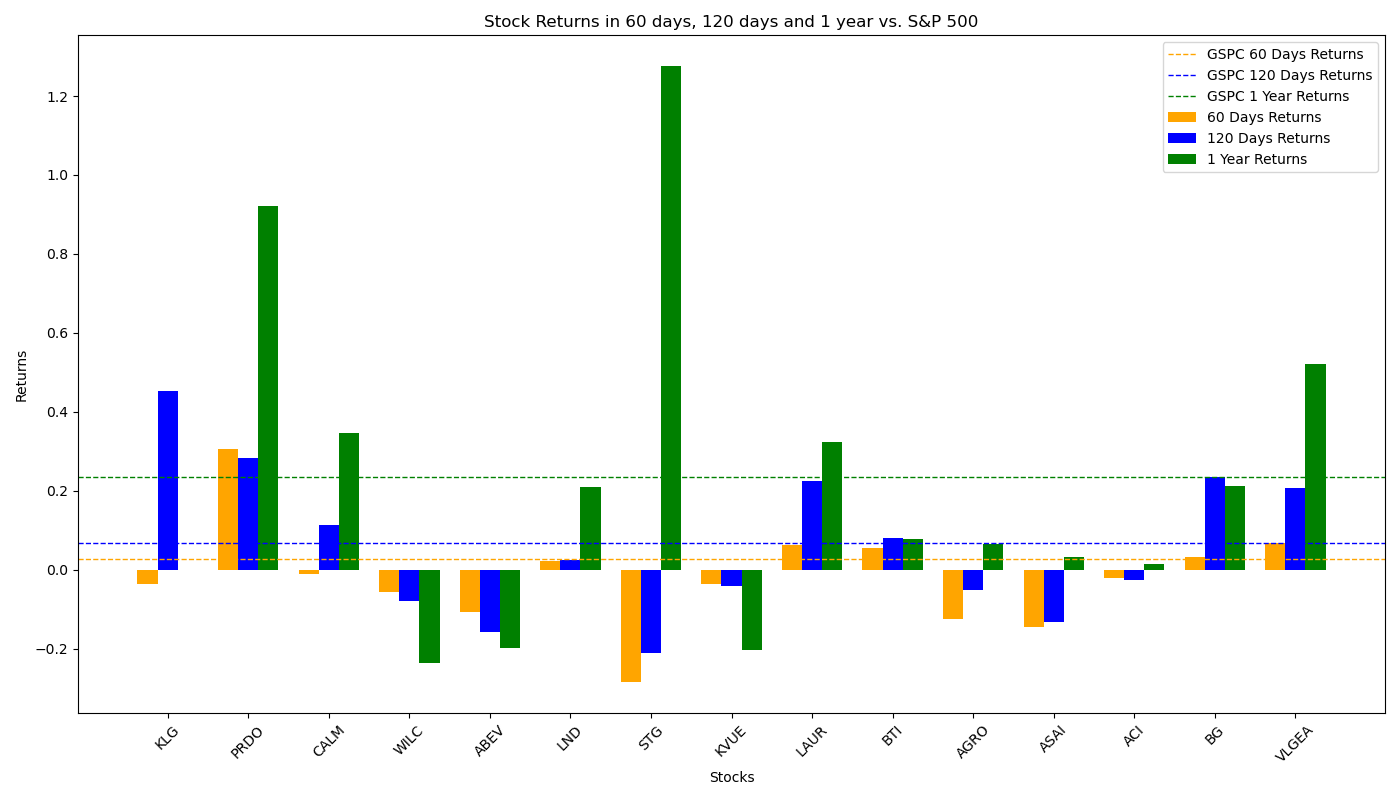 Stock Returns in 60 days, 120 days and 1 year vs. S&P 500
GSPC 60 Days Returns
GSPC 120 Days Returns
GSPC 1 Year Returns
60 Days Returns
120 Days Returns
1 Year Returns
1.2
1.0
0.8
0.6
0.4
0.2
0.0
−0.2
Returns
KLG
PRDO
CALM
WILC
ABEV
LND
STG
KVUE
LAUR
BTI
AGRO
ASAI
ACI
BG
VLGEA
Stocks